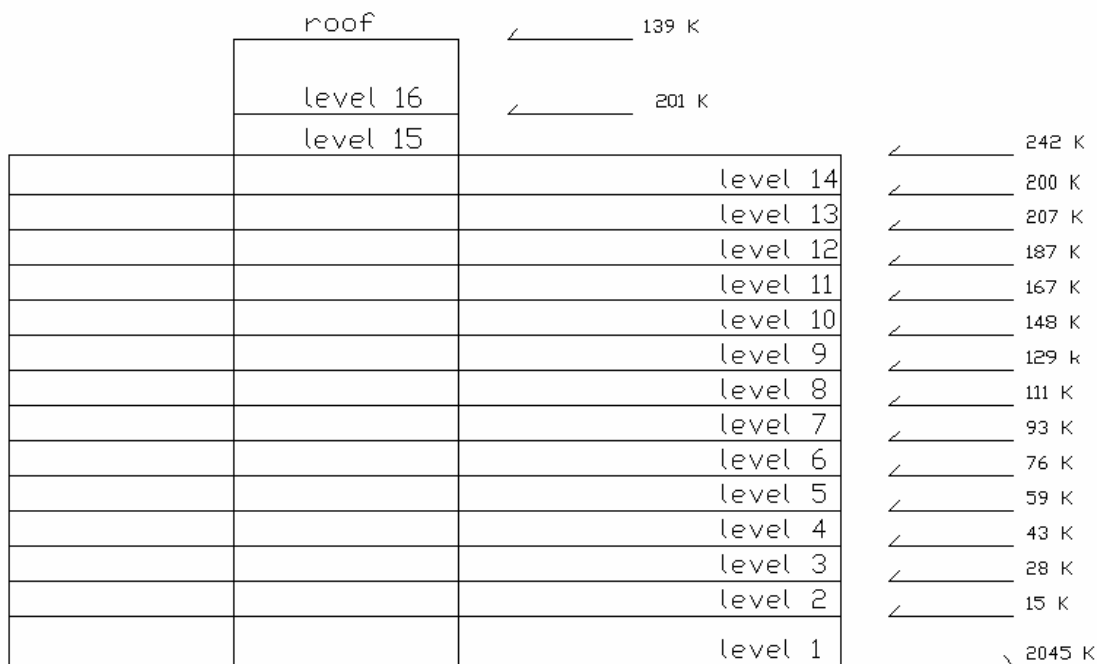 roof 139 K
level 16 201 K
level 15 242 K
level 14 200 K
level 13 207 K
level 12 187 K
level 11 167 K
level 10 148 K
level 9 129 k
level 8 111 K
level 7 93 K
level 6 76 K
level 5 59 K
level 4 43 K
level 3 28 K
level 2 15 K
level 1 2045 K